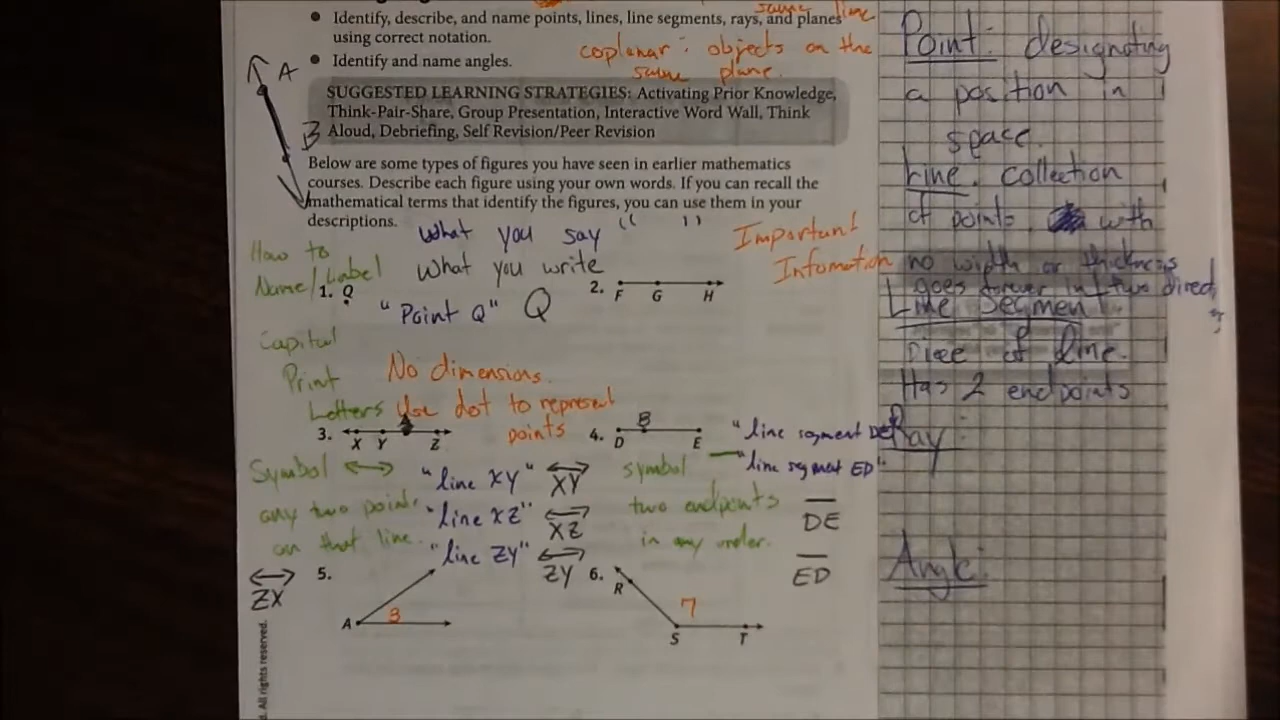 same line
• Identify, describe, and name points, lines, line segments, rays, and planes
using correct notation.
coplanar: objects on the
same plane.
• Identify and name angles.
A
B
SUGGESTED LEARNING STRATEGIES: Activating Prior Knowledge,
Think-Pair-Share, Group Presentation, Interactive Word Wall, Think
Aloud, Debriefing, Self Revision/Peer Revision
Below are some types of figures you have seen in earlier mathematics
courses. Describe each figure using your own words. If you can recall the
mathematical terms that identify the figures, you can use them in your
descriptions.
What you say " "
What you write
Important
Infomation
How to
Name/Label
1. Q
"Point Q" Q
2. F G H
Capital
Print
Letters
No dimensions.
Use dot to represent
points
3. X Y Z
4. D B E
"line segment DE"
"line segment ED"
Symbol ↔
any two points
on that line.
"line XY" XY
"line XZ" XZ
"line ZY" ZY
ZX
symbol —
two endpoints
in any order.
DE
ED
5. A 3
6. R S T 7
d. All rights reserved.
Point: designating
a position in
space.
Line: collection
of points with
no width or thickness
goes forever in two direct
Line Segment:
Piece of line.
Has 2 endpoints
Ray:
Angle: